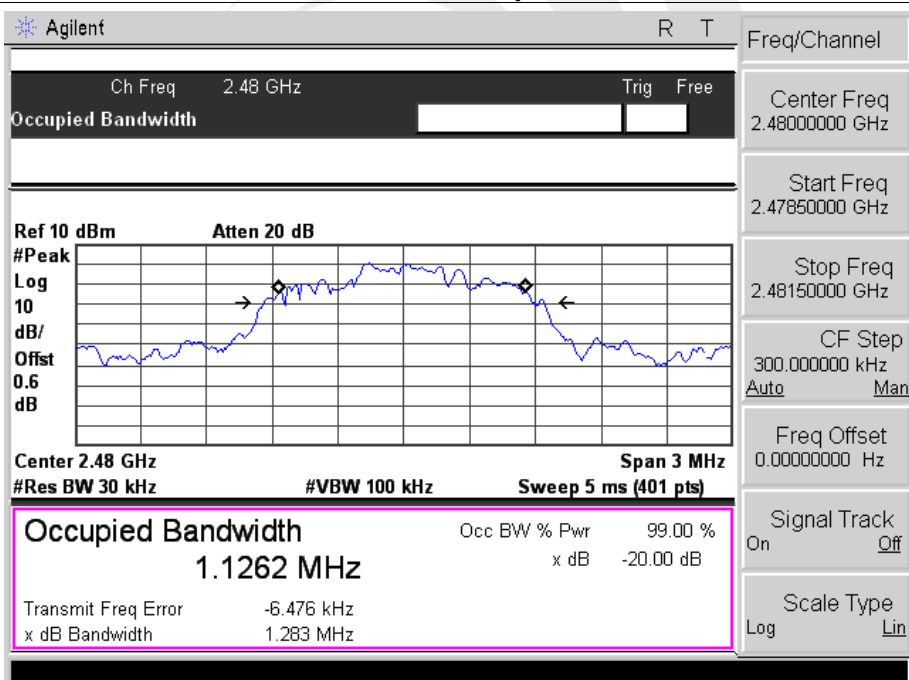 Agilent R T
Ch Freq 2.48 GHz Trig Free
Occupied Bandwidth
Ref 10 dBm Atten 20 dB
#Peak
Log
10
dB/
Offst
0.6
dB
Center 2.48 GHz Span 3 MHz
#Res BW 30 kHz #VBW 100 kHz Sweep 5 ms (401 pts)
Occupied Bandwidth
1.1262 MHz
Occ BW % Pwr 99.00 %
x dB -20.00 dB
Transmit Freq Error -6.476 kHz
x dB Bandwidth 1.283 MHz
Freq/Channel
Center Freq
2.48000000 GHz
Start Freq
2.47850000 GHz
Stop Freq
2.48150000 GHz
CF Step
300.000000 kHz
Auto Man
Freq Offset
0.00000000 Hz
Signal Track
On Off
Scale Type
Log Lin